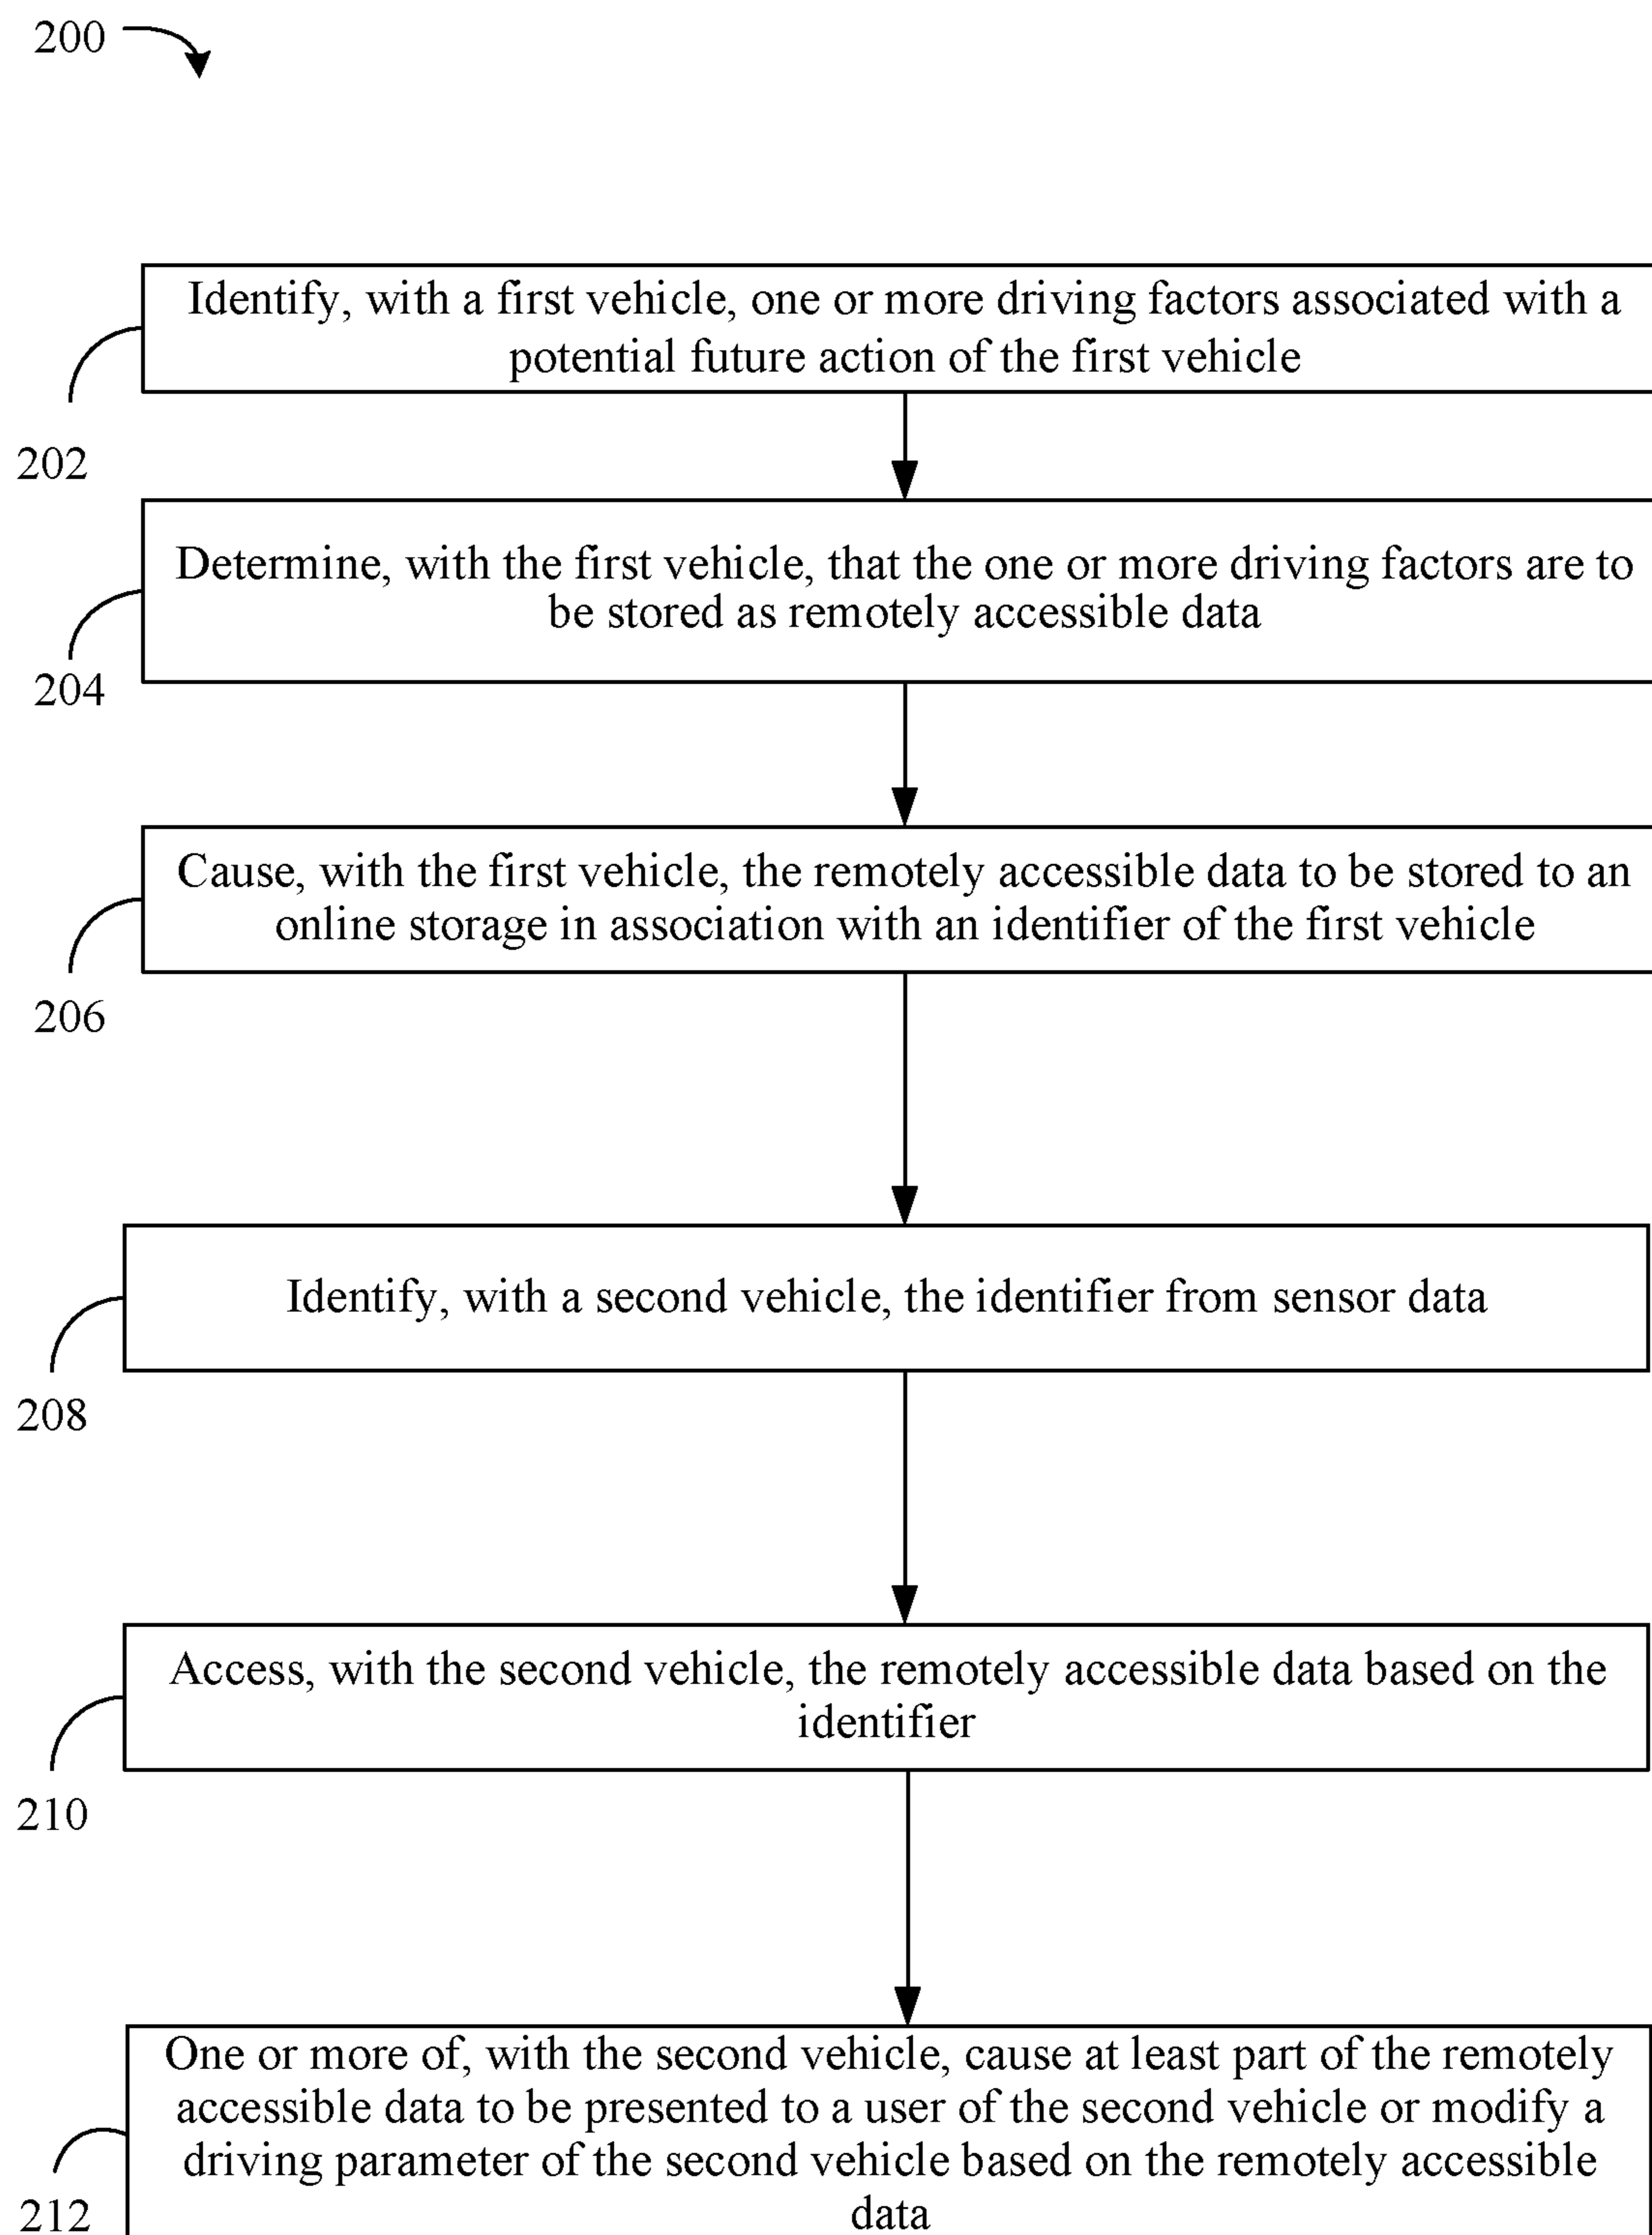 200
Identify, with a first vehicle, one or more driving factors associated with a
potential future action of the first vehicle
202
Determine, with the first vehicle, that the one or more driving factors are to
be stored as remotely accessible data
204
Cause, with the first vehicle, the remotely accessible data to be stored to an
online storage in association with an identifier of the first vehicle
206
Identify, with a second vehicle, the identifier from sensor data
208
Access, with the second vehicle, the remotely accessible data based on the
identifier
210
One or more of, with the second vehicle, cause at least part of the remotely
accessible data to be presented to a user of the second vehicle or modify a
driving parameter of the second vehicle based on the remotely accessible
data
212